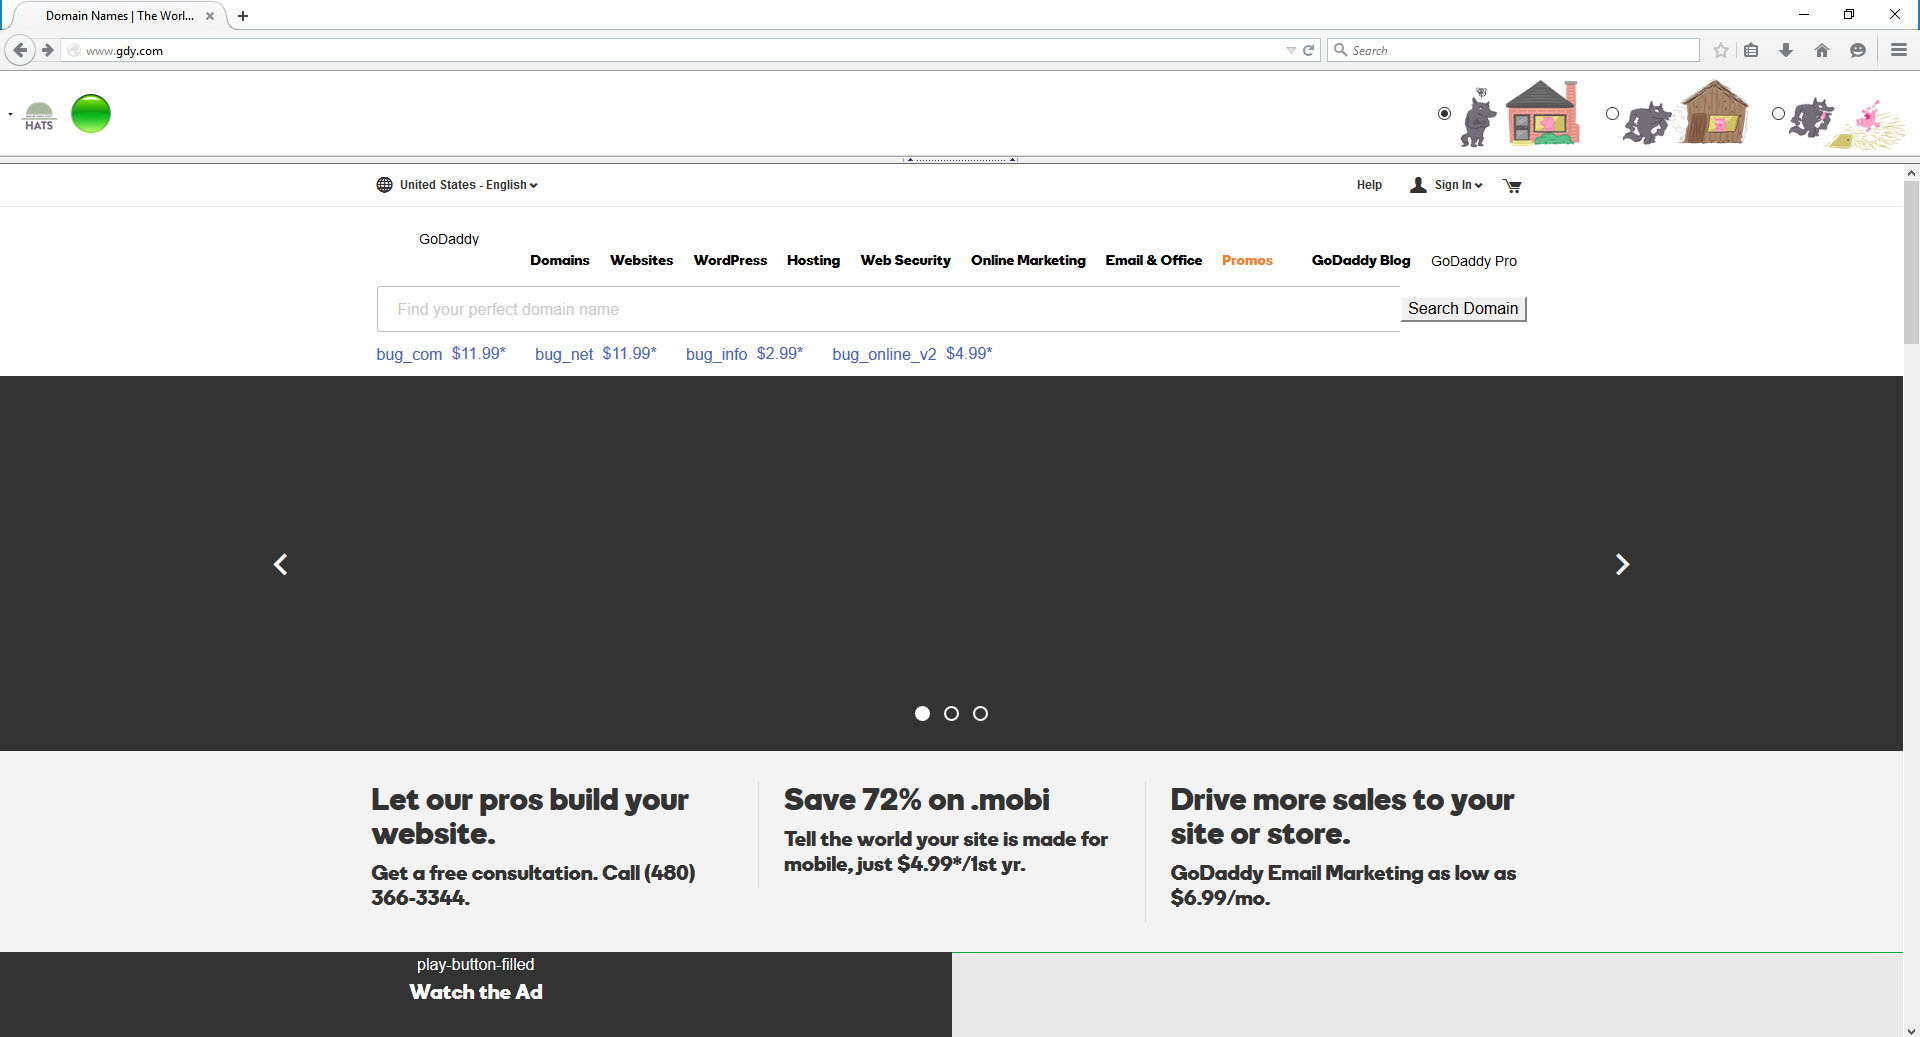 Domain Names | The Worl...
www.gdy.com
Search
HATS
United States - English
Help
Sign In
GoDaddy
Domains Websites WordPress Hosting Web Security Online Marketing Email & Office Promos GoDaddy Blog GoDaddy Pro
Find your perfect domain name
Search Domain
bug_com $11.99* bug_net $11.99* bug_info $2.99* bug_online_v2 $4.99*
Let our pros build your
website.
Get a free consultation. Call (480)
366-3344.
Save 72% on .mobi
Tell the world your site is made for
mobile, just $4.99*/1st yr.
Drive more sales to your
site or store.
GoDaddy Email Marketing as low as
$6.99/mo.
play-button-filled
Watch the Ad